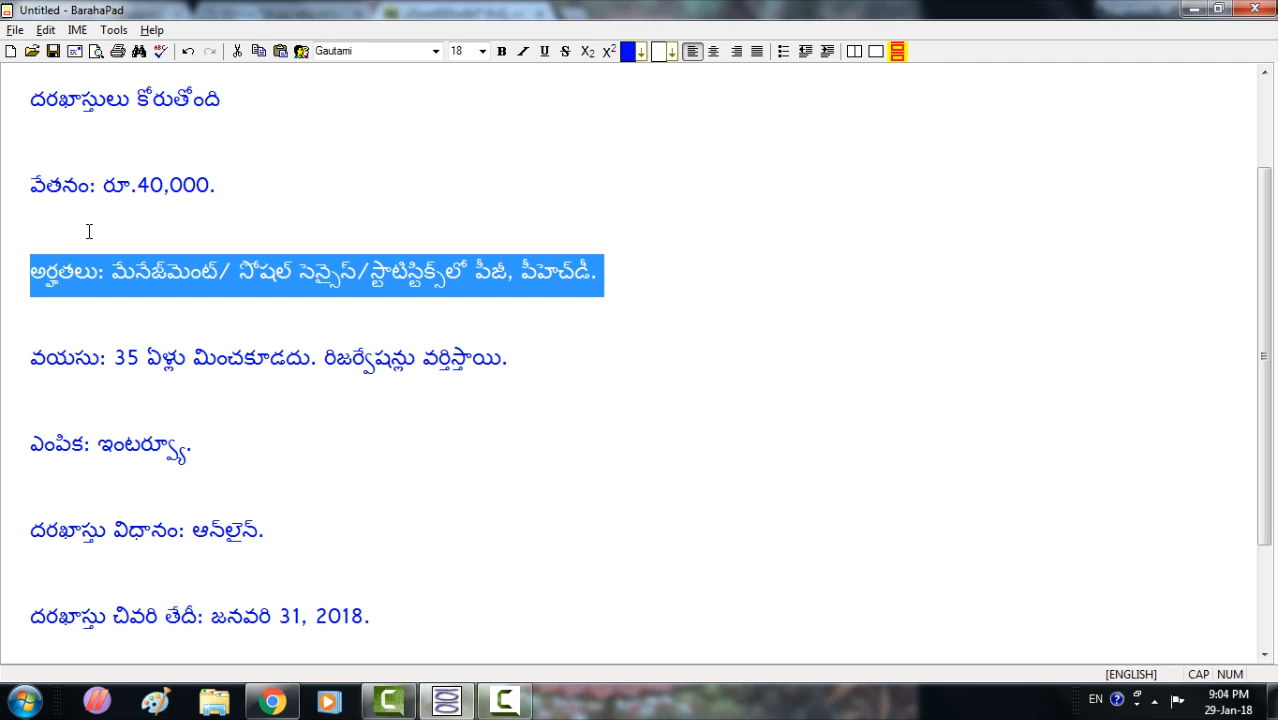 Untitled - BarahaPad
File Edit IME Tools Help
Gautami 18 B I U S X₂ X²
దరఖాస్తులు కోరుతోంది
వేతనం: రూ.40,000.
అర్హతలు: మేనేజ్‌మెంట్/ సోషల్ సెన్సైస్/స్టాటిస్టిక్స్‌లో పీజీ, పీహెచ్‌డీ.
వయసు: 35 ఏళ్లు మించకూడదు. రిజర్వేషన్లు వర్తిస్తాయి.
ఎంపిక: ఇంటర్వ్యూ.
దరఖాస్తు విధానం: ఆన్‌లైన్.
దరఖాస్తు చివరి తేదీ: జనవరి 31, 2018.
[ENGLISH] CAP NUM
EN 9:04 PM
29-Jan-18